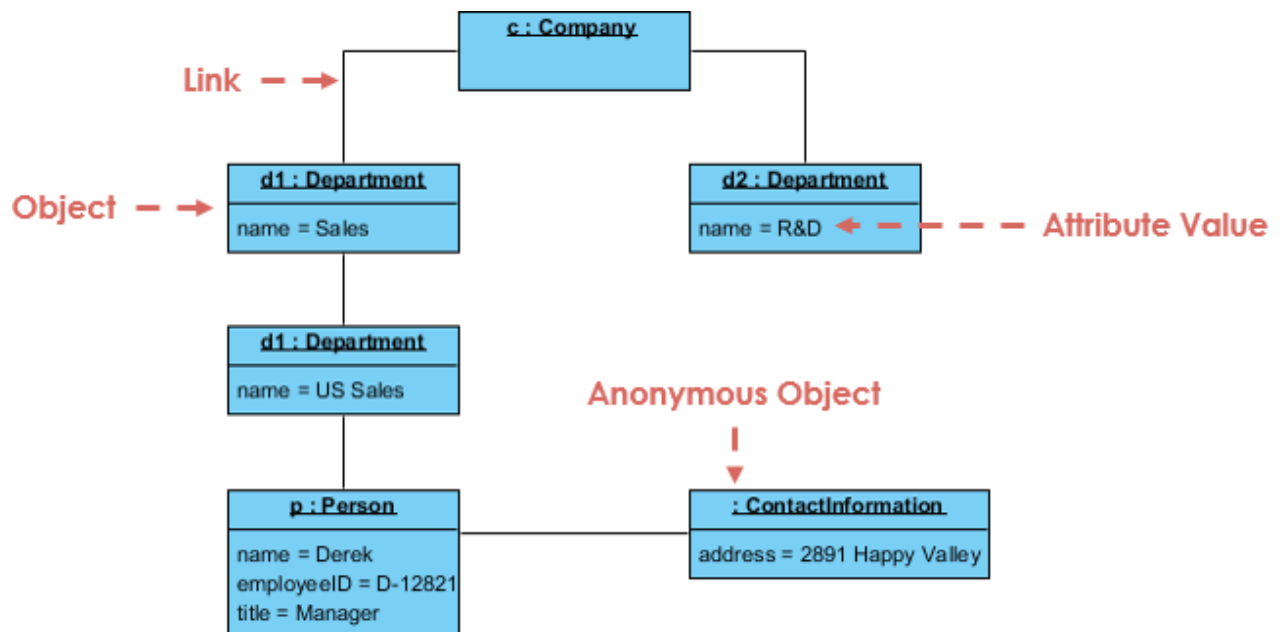 c : Company
Link
d1 : Department
name = Sales
d2 : Department
name = R&D
Object
Attribute Value
d1 : Department
name = US Sales
Anonymous Object
p : Person
name = Derek
employeeID = D-12821
title = Manager
: ContactInformation
address = 2891 Happy Valley